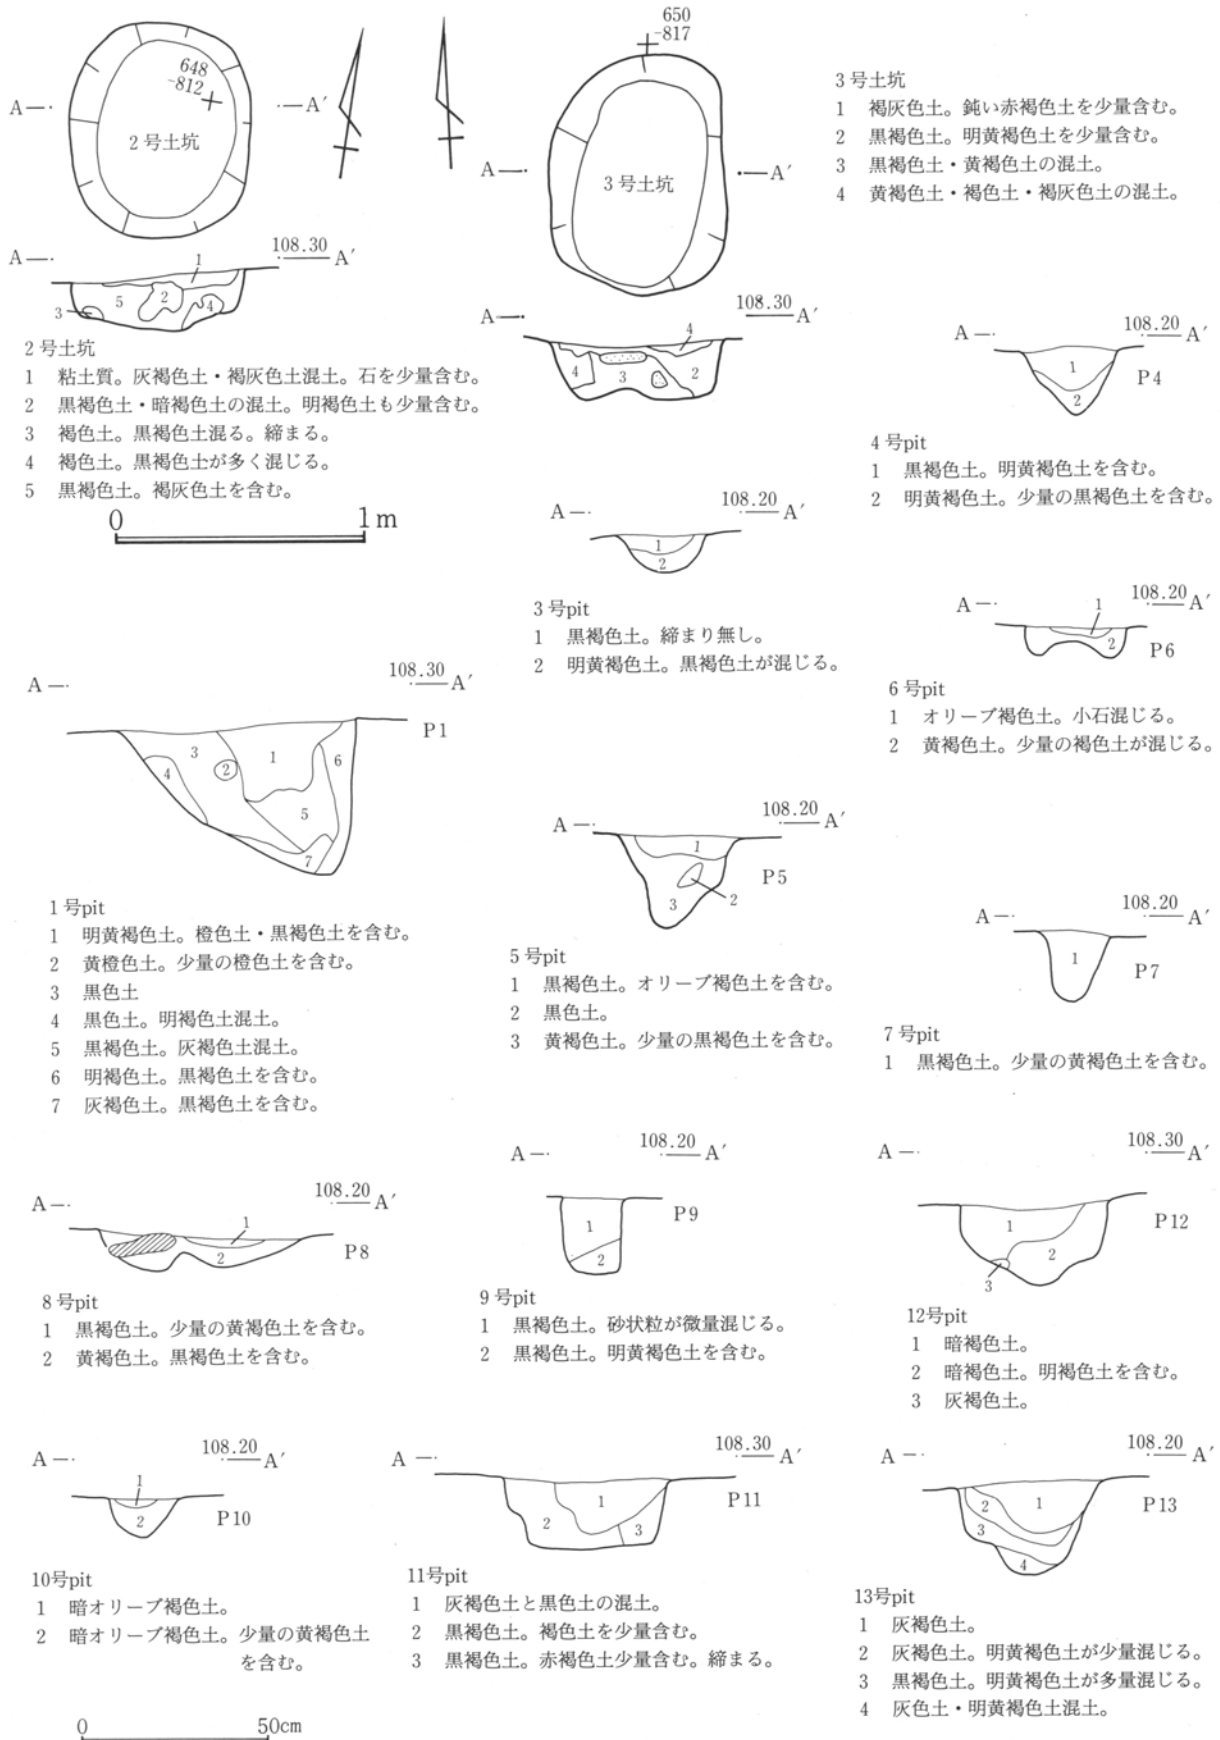 648
-812
A
A′
2号土坑
A
108.30
A′
1
5
2
4
3
2号土坑
1 粘土質。灰褐色土・褐灰色土混土。石を少量含む。
2 黒褐色土・暗褐色土の混土。明褐色土も少量含む。
3 褐色土。黒褐色土混る。締まる。
4 褐色土。黒褐色土が多く混じる。
5 黒褐色土。褐灰色土を含む。
0 1m
650
-817
A
A′
3号土坑
A
108.30
A′
4
4
3
2
3号土坑
1 褐灰色土。鈍い赤褐色土を少量含む。
2 黒褐色土。明黄褐色土を少量含む。
3 黒褐色土・黄褐色土の混土。
4 黄褐色土・褐色土・褐灰色土の混土。
A
108.20
A′
1
2
P4
4号pit
1 黒褐色土。明黄褐色土を含む。
2 明黄褐色土。少量の黒褐色土を含む。
A
108.20
A′
1
2
3号pit
1 黒褐色土。締まり無し。
2 明黄褐色土。黒褐色土が混じる。
A
108.20
A′
1
2
P6
6号pit
1 オリーブ褐色土。小石混じる。
2 黄褐色土。少量の褐色土が混じる。
A
108.30
A′
P1
3
2
1
6
4
5
7
1号pit
1 明黄褐色土。橙色土・黒褐色土を含む。
2 黄橙色土。少量の橙色土を含む。
3 黒色土
4 黒色土。明褐色土混土。
5 黒褐色土。灰褐色土混土。
6 明褐色土。黒褐色土を含む。
7 灰褐色土。黒褐色土を含む。
A
108.20
A′
1
P5
3
2
5号pit
1 黒褐色土。オリーブ褐色土を含む。
2 黒色土。
3 黄褐色土。少量の黒褐色土を含む。
A
108.20
A′
1
P7
7号pit
1 黒褐色土。少量の黄褐色土を含む。
A
108.20
A′
1
2
P8
8号pit
1 黒褐色土。少量の黄褐色土を含む。
2 黄褐色土。黒褐色土を含む。
A
108.20
A′
1
2
P9
9号pit
1 黒褐色土。砂状粒が微量混じる。
2 黒褐色土。明黄褐色土を含む。
A
108.30
A′
1
2
3
P12
12号pit
1 暗褐色土。
2 暗褐色土。明褐色土を含む。
3 灰褐色土。
A
108.20
A′
1
2
P10
10号pit
1 暗オリーブ褐色土。
2 暗オリーブ褐色土。少量の黄褐色土
を含む。
A
108.30
A′
1
2
3
P11
11号pit
1 灰褐色土と黒色土の混土。
2 黒褐色土。褐色土を少量含む。
3 黒褐色土。赤褐色土少量含む。締まる。
A
108.20
A′
1
2
3
4
P13
13号pit
1 灰褐色土。
2 灰褐色土。明黄褐色土が少量混じる。
3 黒褐色土。明黄褐色土が多量混じる。
4 灰色土・明黄褐色土混土。
0 50cm